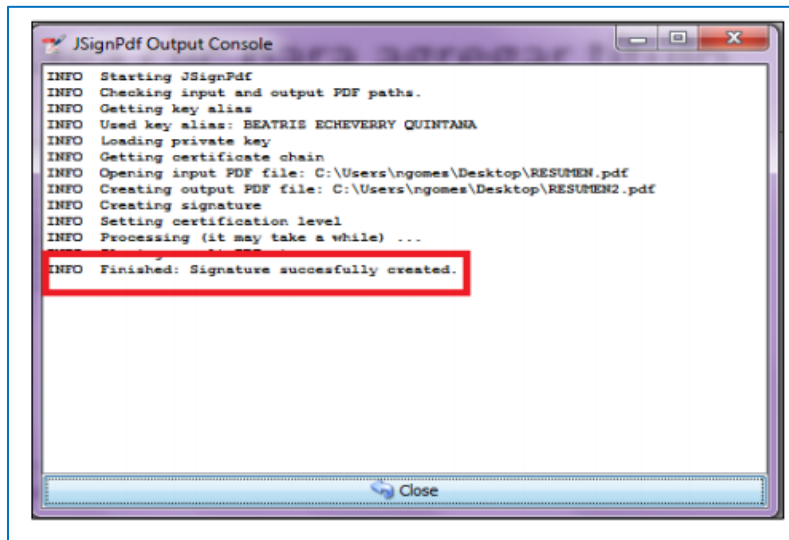 JSignPdf Output Console
INFO Starting JSignPdf
INFO Checking input and output PDF paths.
INFO Getting key alias
INFO Used key alias: BEATRIS ECHEVERRY QUINTANA
INFO Loading private key
INFO Getting certificate chain
INFO Opening input PDF file: C:\Users\ngomes\Desktop\RESUMEN.pdf
INFO Creating output PDF file: C:\Users\ngomes\Desktop\RESUMEN2.pdf
INFO Creating signature
INFO Setting certification level
INFO Processing (it may take a while) ...
INFO Finished: Signature succesfully created.
Close